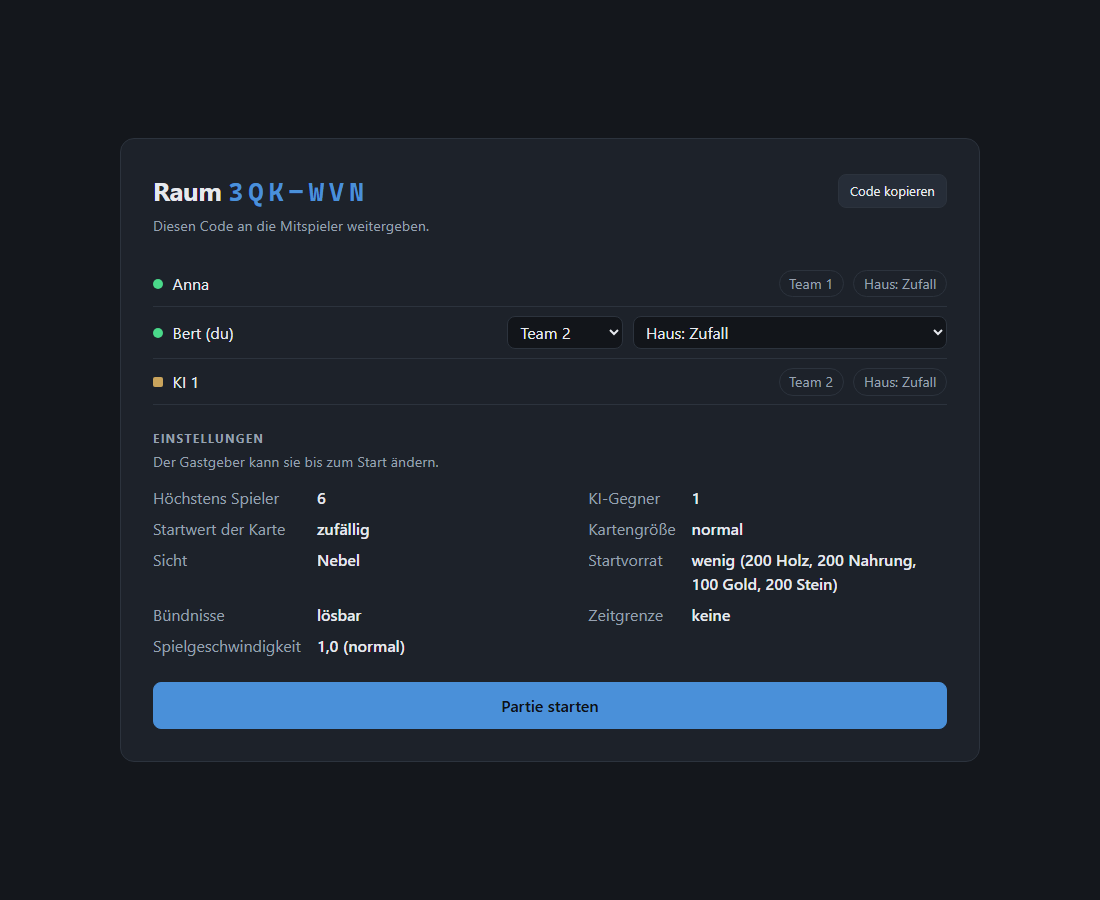 Raum 3QK–WVN
Code kopieren
Diesen Code an die Mitspieler weitergeben.
Anna Team 1 Haus: Zufall
Bert (du) Team 2 Haus: Zufall
KI 1 Team 2 Haus: Zufall
EINSTELLUNGEN
Der Gastgeber kann sie bis zum Start ändern.
Höchstens Spieler 6 KI-Gegner 1
Startwert der Karte zufällig Kartengröße normal
Sicht Nebel Startvorrat wenig (200 Holz, 200 Nahrung,
100 Gold, 200 Stein)
Bündnisse lösbar Zeitgrenze keine
Spielgeschwindigkeit 1,0 (normal)
Partie starten